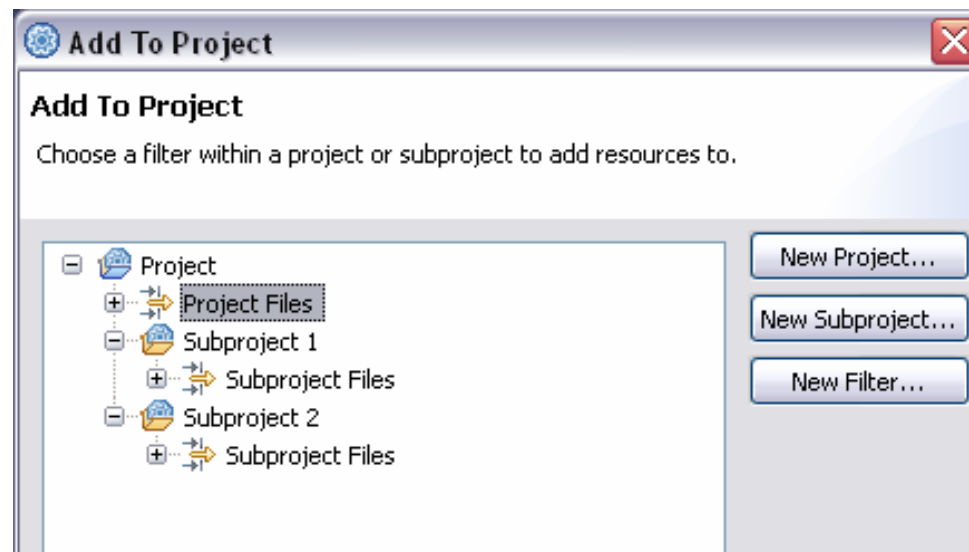 Add To Project
Add To Project
Choose a filter within a project or subproject to add resources to.
Project
Project Files
Subproject 1
Subproject Files
Subproject 2
Subproject Files
New Project...
New Subproject...
New Filter...